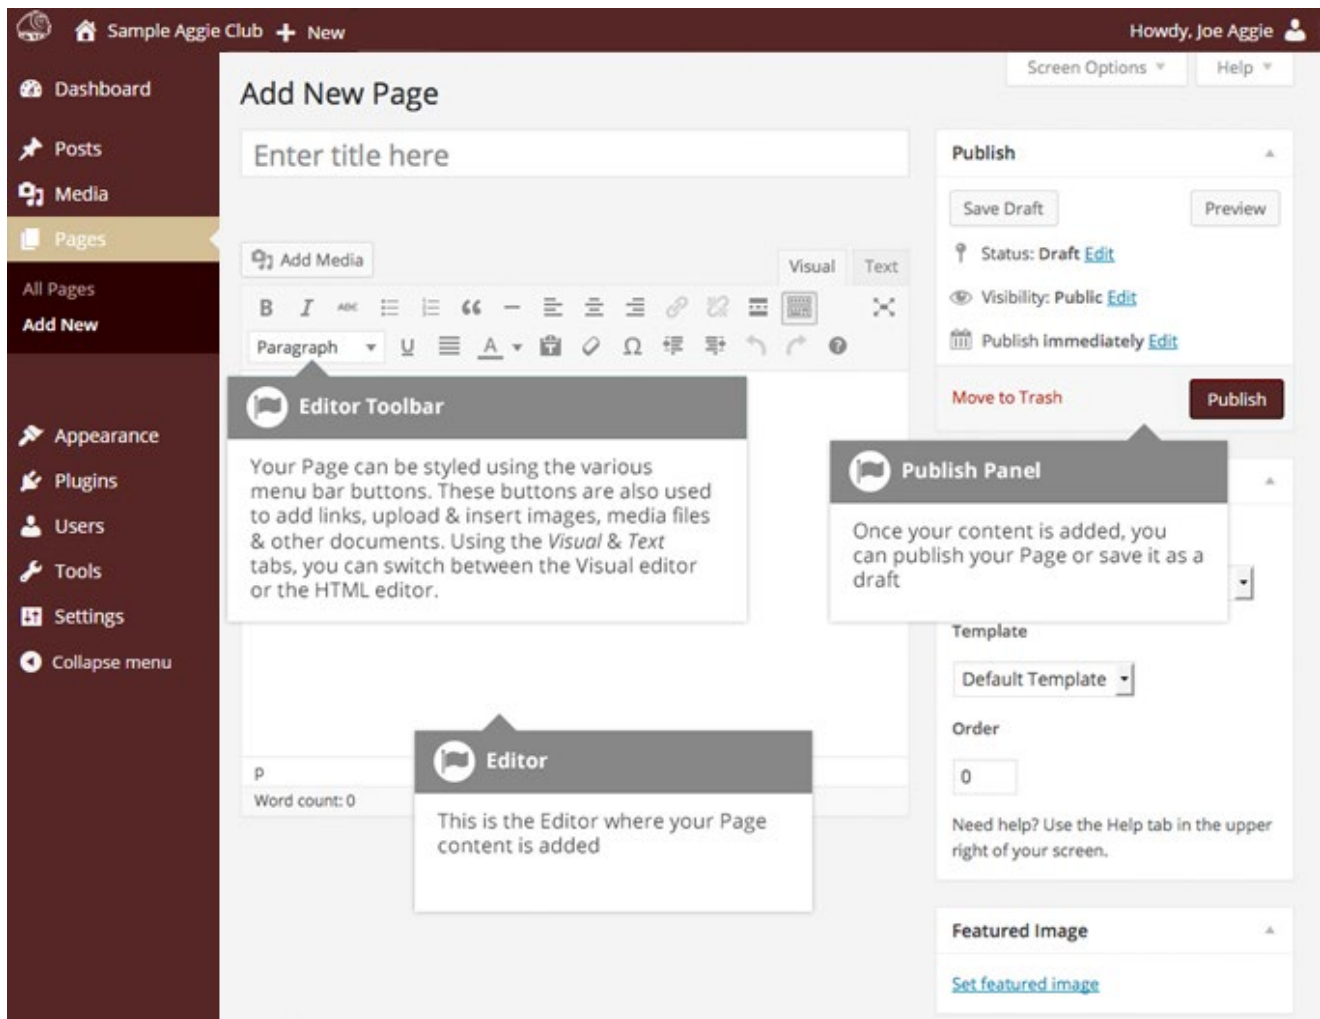 Sample Aggie Club + New
Howdy, Joe Aggie
Dashboard
Posts
Media
Pages
All Pages
Add New
Appearance
Plugins
Users
Tools
Settings
Collapse menu
Screen Options
Help
Add New Page
Enter title here
Add Media
Visual
Text
B I ABC
Paragraph U A Ω
Editor Toolbar
Your Page can be styled using the various
menu bar buttons. These buttons are also used
to add links, upload & insert images, media files
& other documents. Using the Visual & Text
tabs, you can switch between the Visual editor
or the HTML editor.
Editor
This is the Editor where your Page
content is added
p
Word count: 0
Publish
Save Draft
Preview
Status: Draft Edit
Visibility: Public Edit
Publish immediately Edit
Move to Trash
Publish
Publish Panel
Once your content is added, you
can publish your Page or save it as a
draft
Template
Default Template
Order
0
Need help? Use the Help tab in the upper
right of your screen.
Featured Image
Set featured image